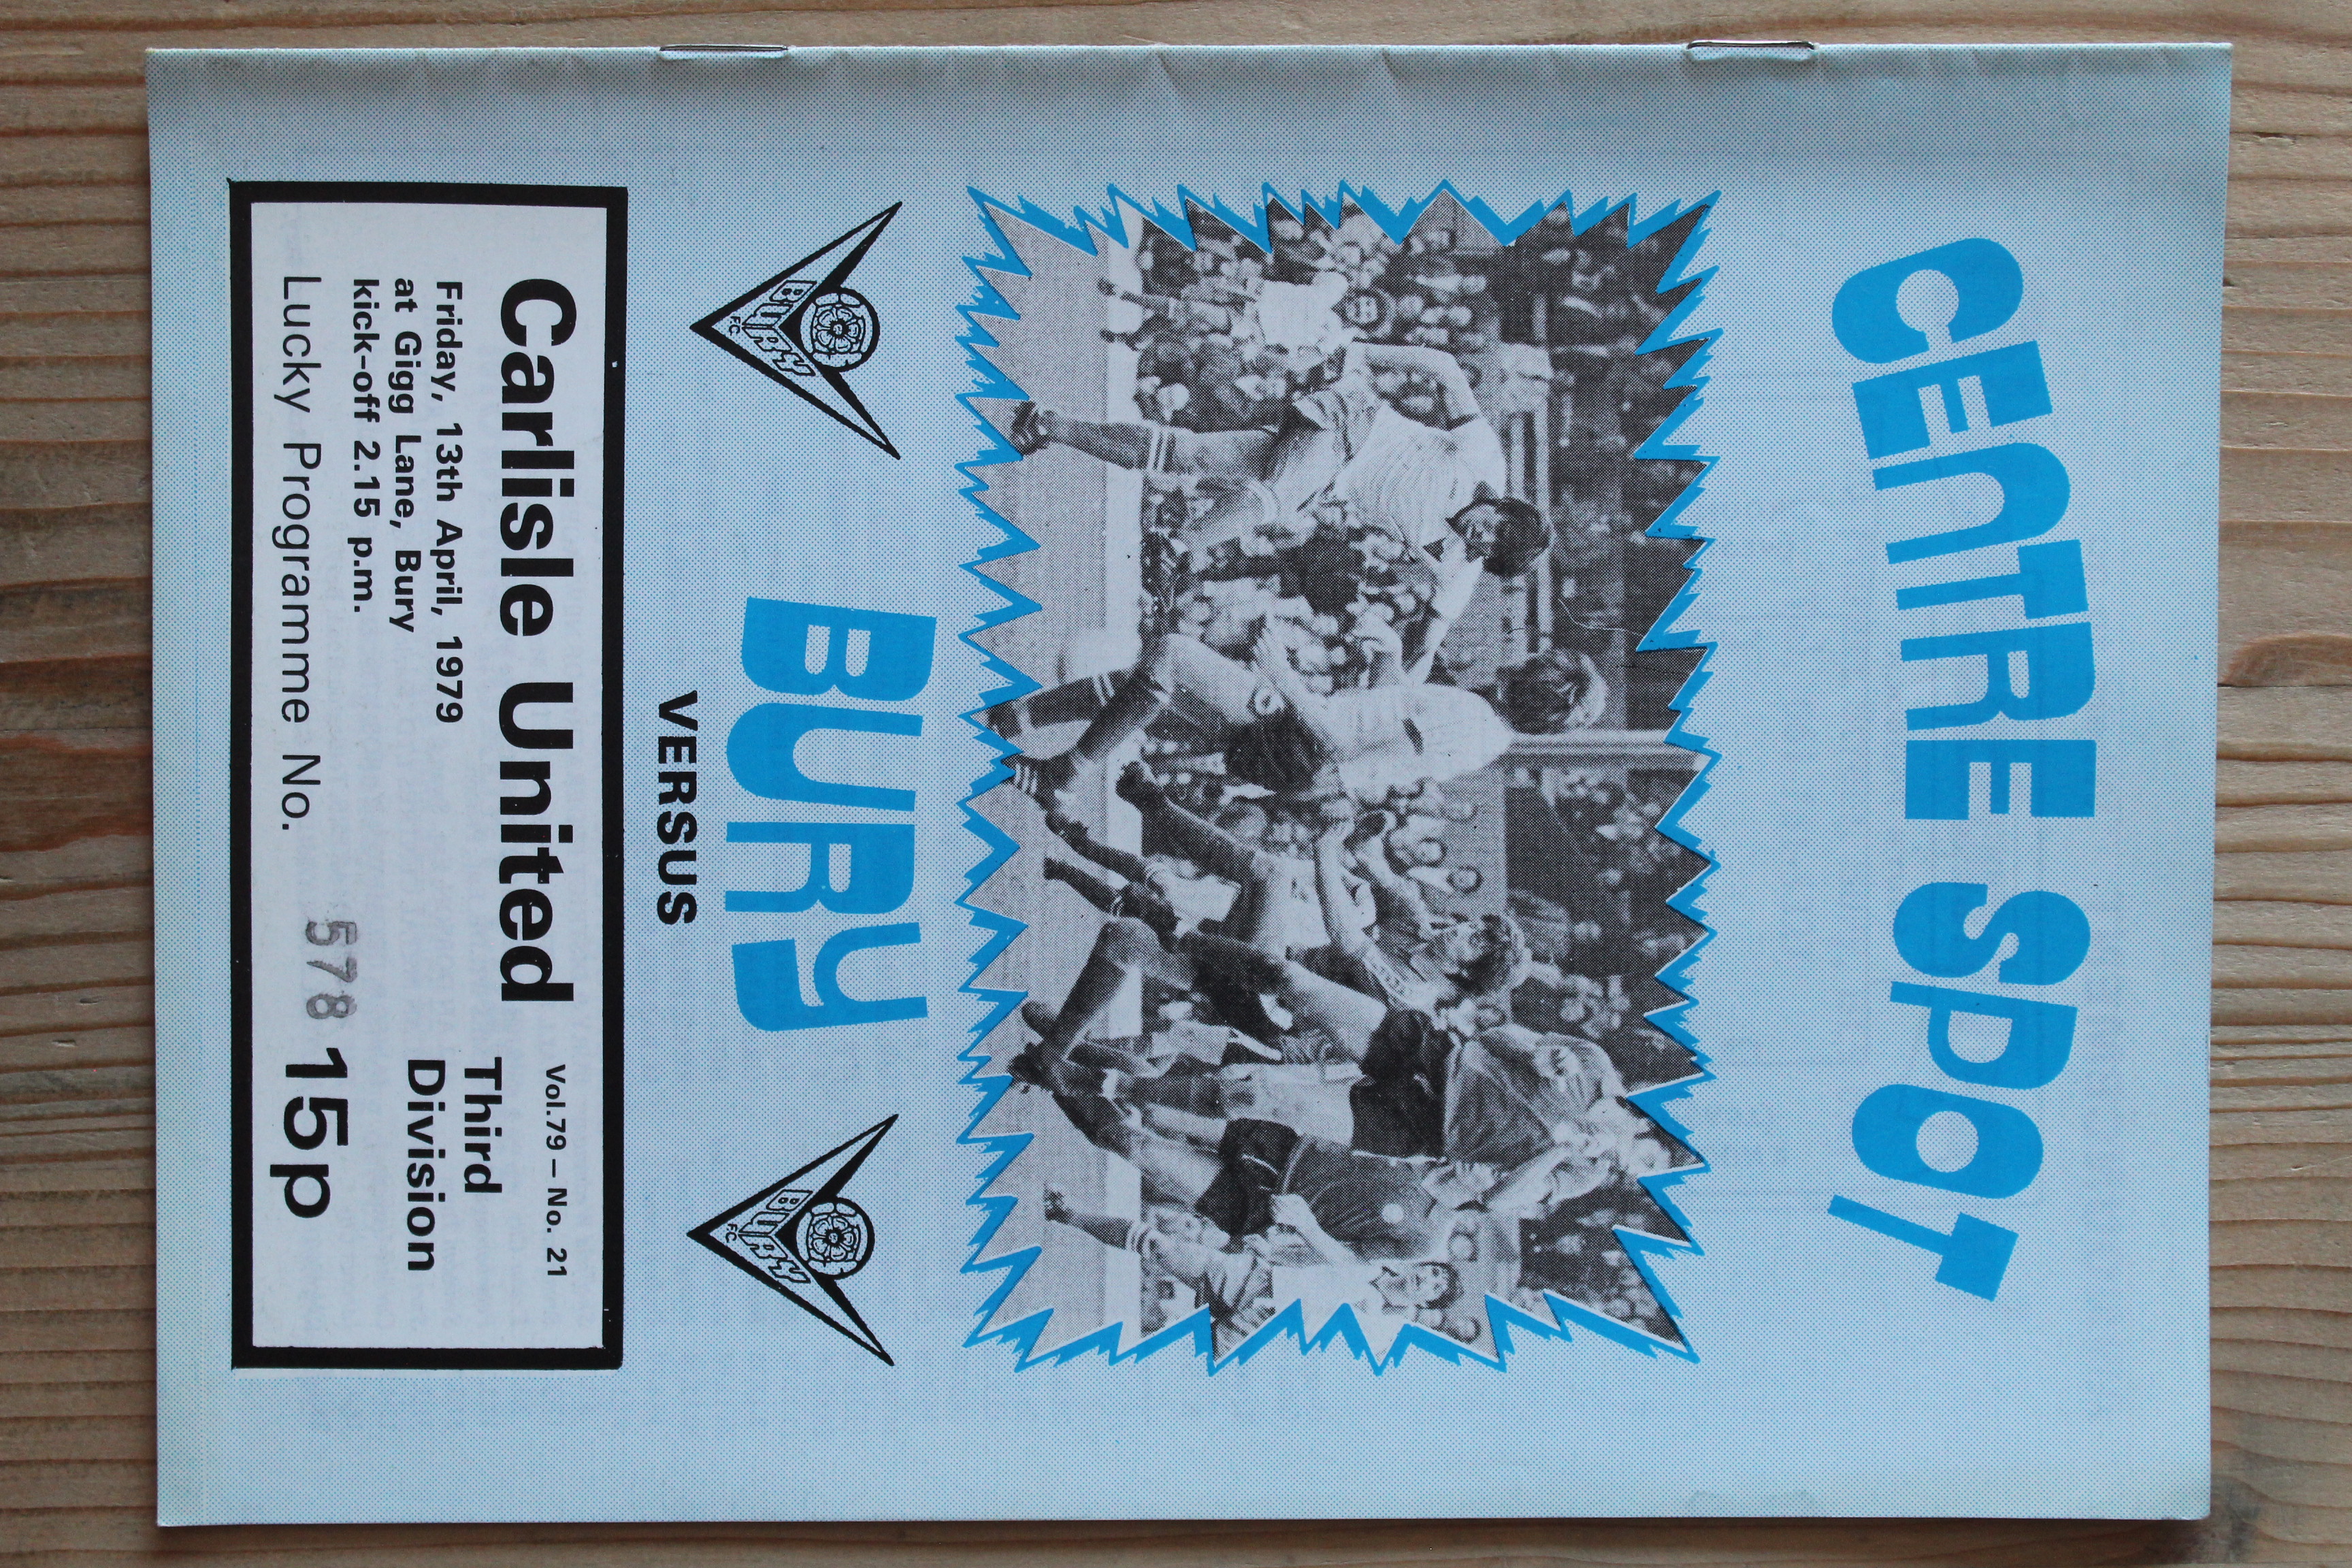 CENTRE SPOT
BURY
BURY
FC
BURY
FC
VERSUS
Carlisle United
Friday, 13th April, 1979
at Gigg Lane, Bury
kick-off 2.15 p.m.
Lucky Programme No. 578
Vol.79 – No. 21
Third
Division
15p